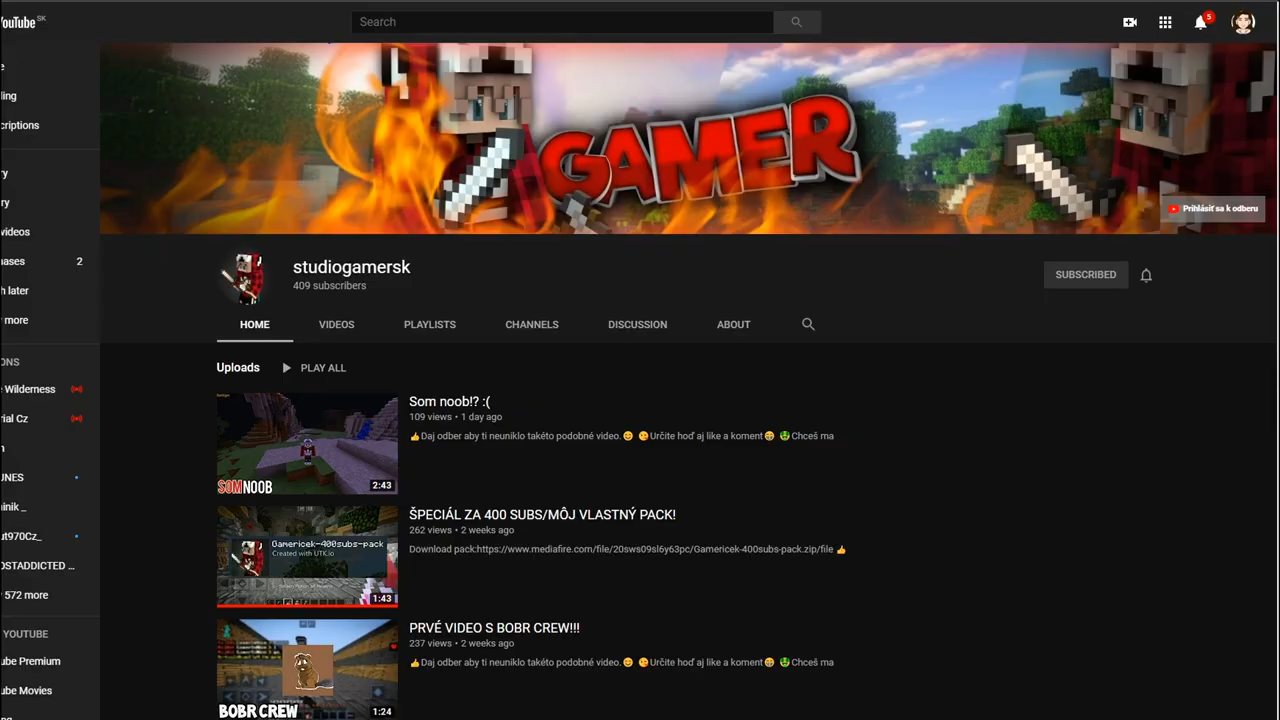 YouTube SK
Search
5
GAMER
Prihlásiť sa k odberu
studiogamersk
409 subscribers
SUBSCRIBED
HOME VIDEOS PLAYLISTS CHANNELS DISCUSSION ABOUT
Uploads PLAY ALL
Som noob!? :(
109 views • 1 day ago
👍Daj odber aby ti neuniklo takéto podobné video.😊 😘Určite hoď aj like a koment😁 🤑Chceš ma
SOMNOOB
2:43
ŠPECIÁL ZA 400 SUBS/MÔJ VLASTNÝ PACK!
262 views • 2 weeks ago
Download pack:https://www.mediafire.com/file/20sws09sl6y63pc/Gamericek-400subs-pack.zip/file 👍
Gamericek-400subs-pack
Created with UTK.io
1:43
PRVÉ VIDEO S BOBR CREW!!!
237 views • 2 weeks ago
👍Daj odber aby ti neuniklo takéto podobné video.😊 😘Určite hoď aj like a koment😁 🤑Chceš ma
BOBR CREW
1:24
e
ling
criptions
ry
ry
videos
hases 2
h later
more
ONS
e Wilderness
rial Cz
n
UNES
inik _
ut970Cz_
OSTADDICTED ...
572 more
YOUTUBE
ube Premium
ube Movies